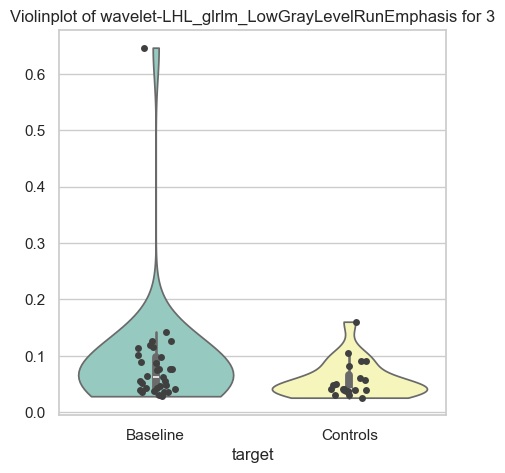 Violinplot of wavelet-LHL_glrlm_LowGrayLevelRunEmphasis for 3
0.6
0.5
0.4
0.3
0.2
0.1
0.0
Baseline
Controls
target